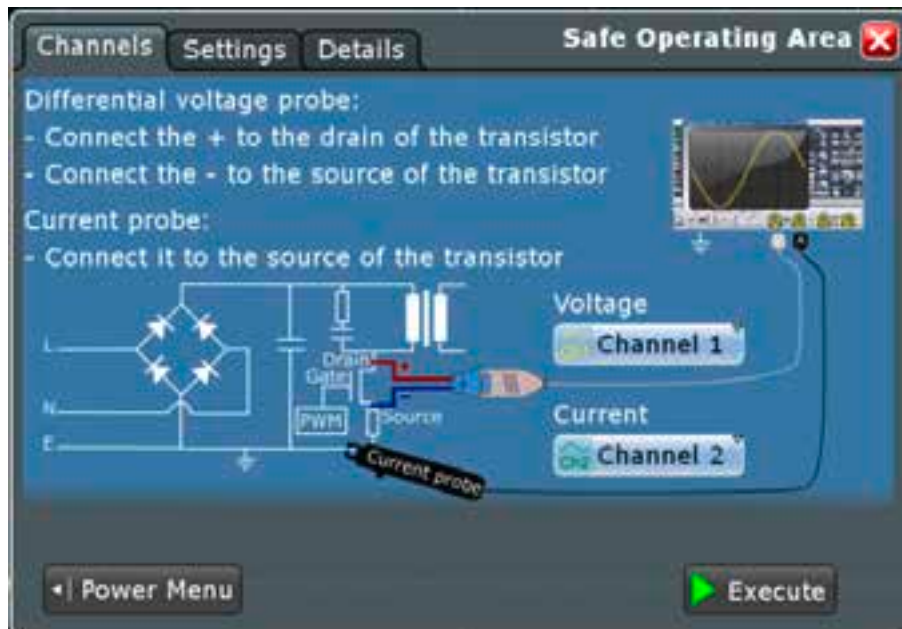 Channels Settings Details Safe Operating Area
Differential voltage probe:
- Connect the + to the drain of the transistor
- Connect the - to the source of the transistor
Current probe:
- Connect it to the source of the transistor
Voltage
Channel 1
Current
Ch2 Channel 2
L
N
E
Drain
Gate
PWM
Source
+
-
Current probe
Power Menu
Execute